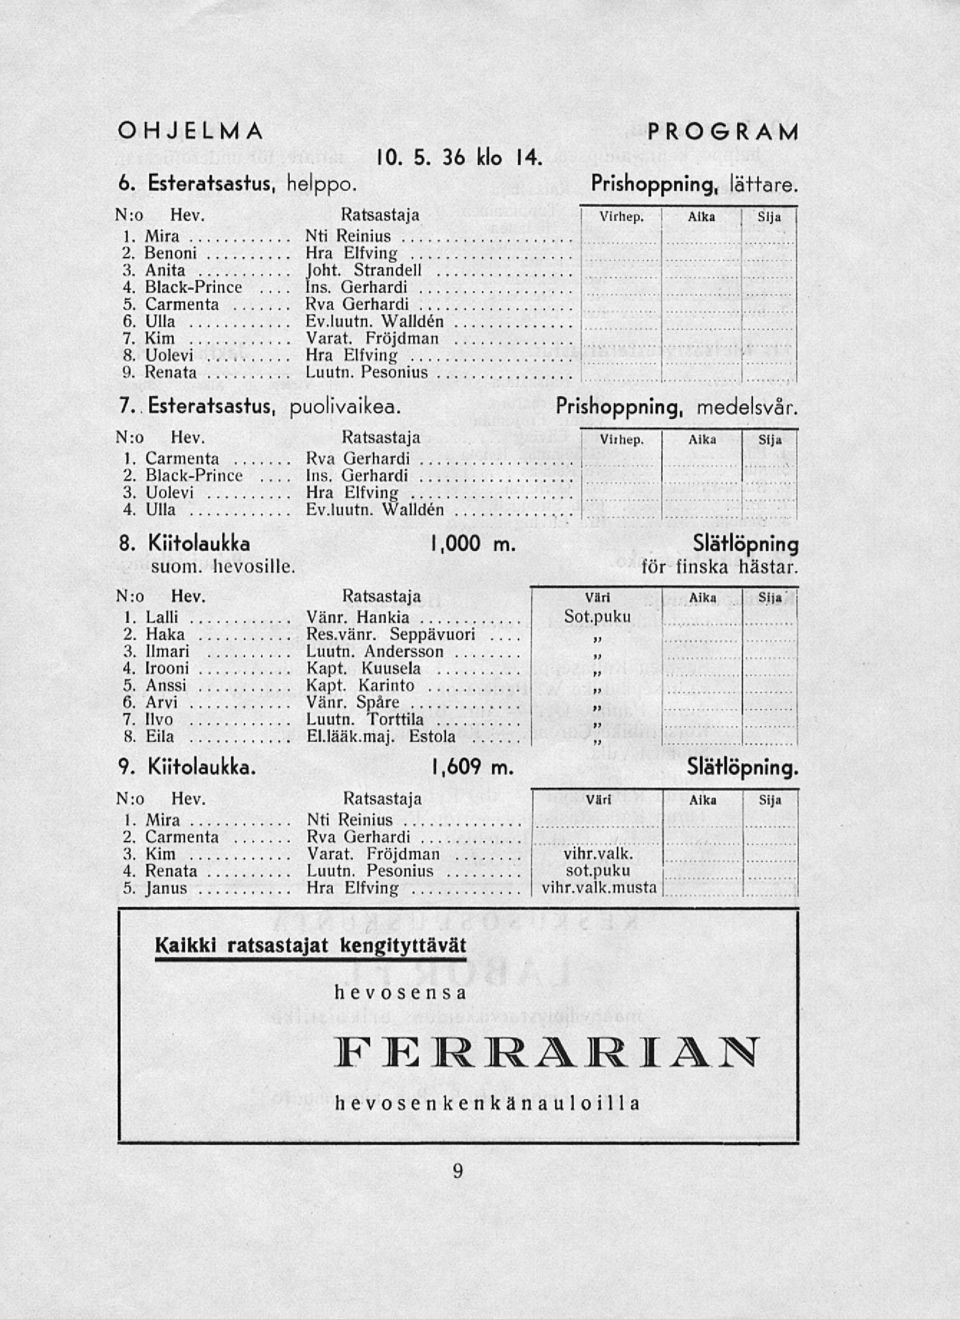 OHJELMA PROGRAM
10. 5. 36 klo 14.
6. Esteratsastus, helppo. Prishoppning, lättare.
N:o Hev. Ratsastaja Virhep. Aika Sija
1. Mira ............ Nti Reinius ..................
2. Benoni .......... Hra Elfving .................
3. Anita ........... Joht. Strandell ..............
4. Black-Prince .... Ins. Gerhardi ................
5. Carmenta ....... Rva Gerhardi ................
6. Ulla ............ Ev.luutn. Walldén .............
7. Kim ............ Varat. Fröjdman .............
8. Uolevi .......... Hra Elfving .................
9. Renata ......... Luutn. Pesonius ..............
7. Esteratsastus, puolivaikea. Prishoppning, medelsvår.
N:o Hev. Ratsastaja Virhep. Aika Sija
1. Carmenta ....... Rva Gerhardi ................
2. Black-Prince .... Ins. Gerhardi ................
3. Uolevi .......... Hra Elfving .................
4. Ulla ............ Ev.luutn. Walldén .............
8. Kiitolaukka 1,000 m. Slätlöpning
suom. hevosille. för finska hästar.
N:o Hev. Ratsastaja Väri Aika Sija
1. Lalli ............ Vänr. Hankia ........... Sot.puku
2. Haka ........... Res.vänr. Seppävuori .... „
3. Ilmari ........... Luutn. Andersson ........ „
4. Irooni ........... Kapt. Kuusela .......... „
5. Anssi ........... Kapt. Karinto ........... „
6. Arvi ............ Vänr. Spåre ............ „
7. Ilvo ............ Luutn. Torttila .......... „
8. Eila ............ El.lääk.maj. Estola ...... „
9. Kiitolaukka. 1,609 m. Slätlöpning.
N:o Hev. Ratsastaja Väri Aika Sija
1. Mira ............ Nti Reinius .............
2. Carmenta ....... Rva Gerhardi ...........
3. Kim ............ Varat. Fröjdman ........ vihr.valk.
4. Renata .......... Luutn. Pesonius ......... sot.puku
5. Janus ........... Hra Elfving ............ vihr.valk.musta
Kaikki ratsastajat kengityttävät
hevosensa
FERRARIAN
hevosenkenkänauloilla
9